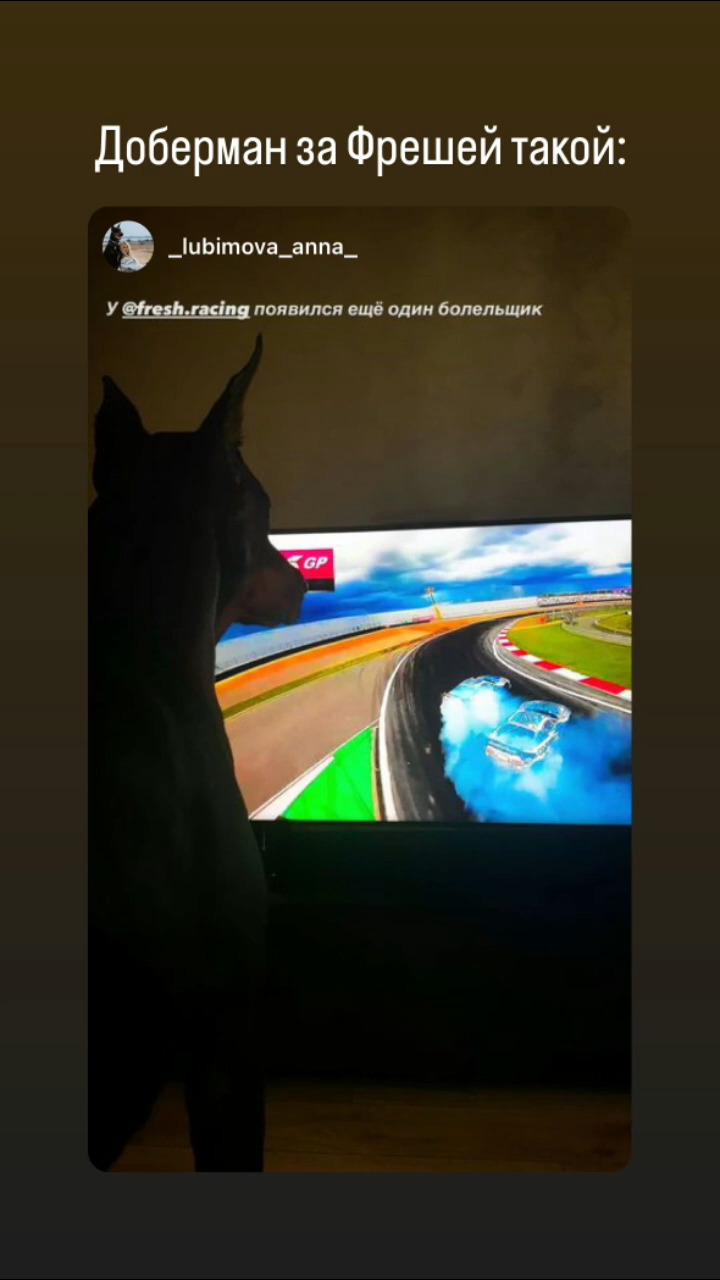 Доберман за Фрешей такой:
_lubimova_anna_
У @fresh.racing появился ещё один болельщик
GP